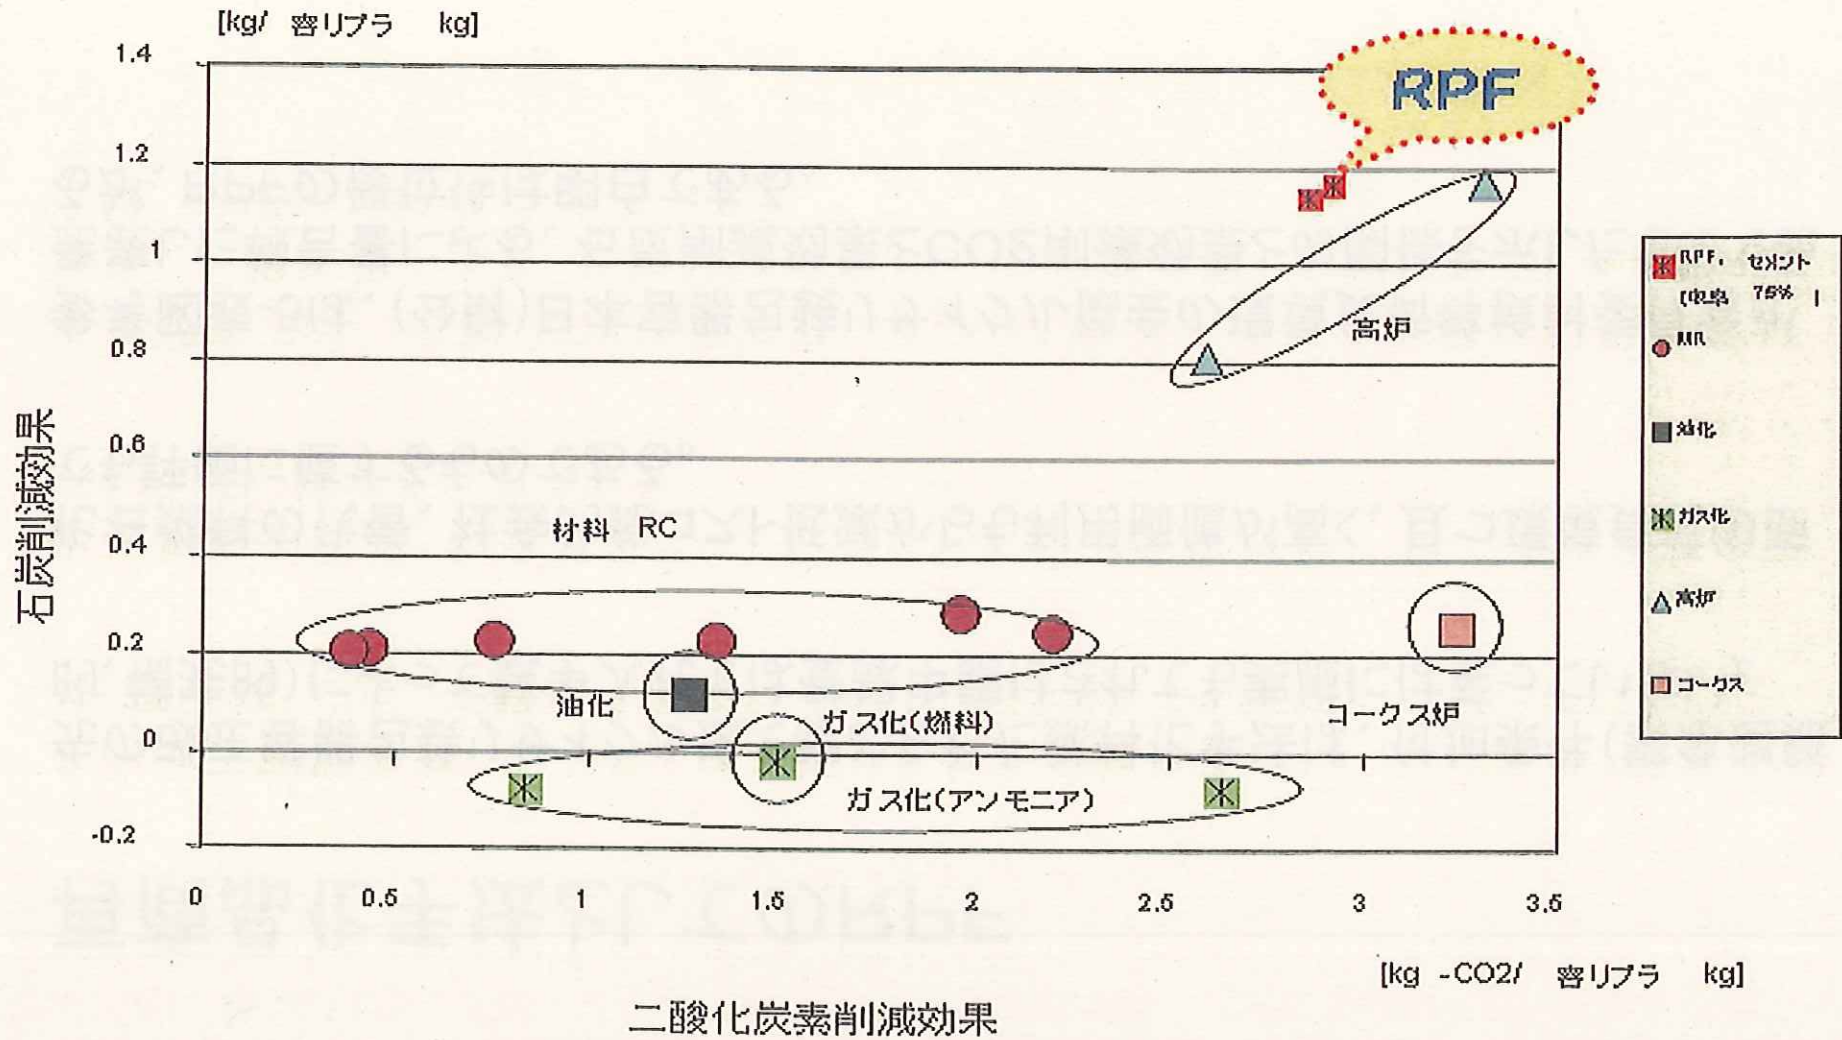 [kg/ 容リプラ kg]
1.4
1.2
1
0.8
0.6
0.4
0.2
0
-0.2
石炭削減効果
RPF
高炉
材料 RC
油化
ガス化(燃料)
コークス炉
ガス化(アンモニア)
0 0.5 1 1.5 2 2.5 3 3.5
[kg -CO2/ 容リプラ kg]
二酸化炭素削減効果
RPF, セメント
75%
油化
ガス化
高炉
コークス